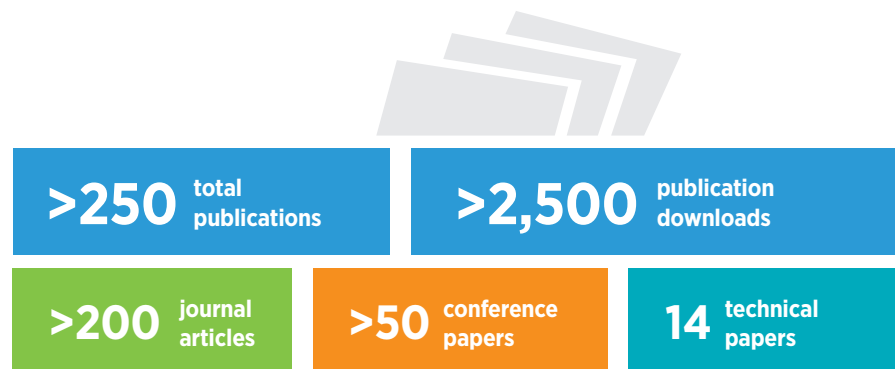 >250 total
publications
>2,500 publication
downloads
>200 journal
articles
>50 conference
papers
14 technical
papers